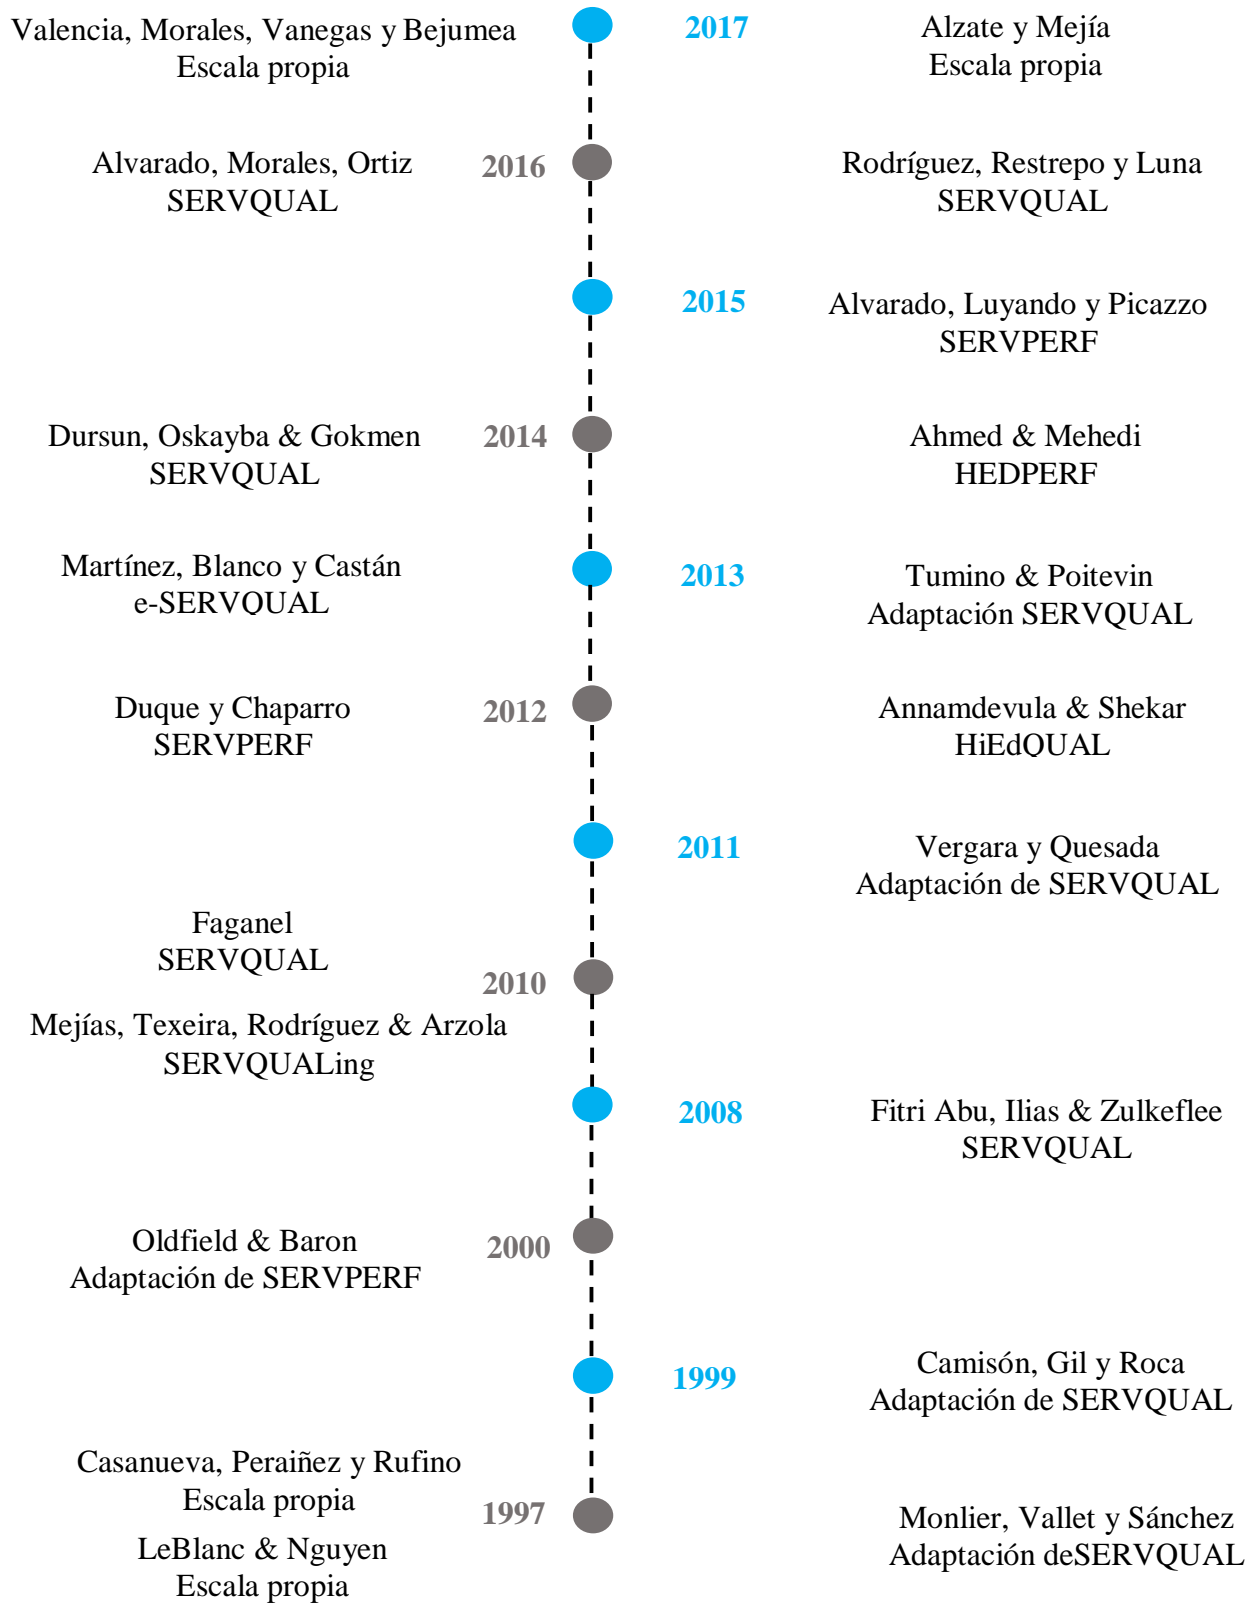 Valencia, Morales, Vanegas y Bejumea
Escala propia
2017
Alzate y Mejía
Escala propia
Alvarado, Morales, Ortiz
SERVQUAL
2016
Rodríguez, Restrepo y Luna
SERVQUAL
2015
Alvarado, Luyando y Picazzo
SERVPERF
Dursun, Oskayba & Gokmen
SERVQUAL
2014
Ahmed & Mehedi
HEDPERF
Martínez, Blanco y Castán
e-SERVQUAL
2013
Tumino & Poitevin
Adaptación SERVQUAL
Duque y Chaparro
SERVPERF
2012
Annamdevula & Shekar
HiEdQUAL
2011
Vergara y Quesada
Adaptación de SERVQUAL
Faganel
SERVQUAL
2010
Mejías, Texeira, Rodríguez & Arzola
SERVQUALing
2008
Fitri Abu, Ilias & Zulkeflee
SERVQUAL
Oldfield & Baron
Adaptación de SERVPERF
2000
1999
Camisón, Gil y Roca
Adaptación de SERVQUAL
Casanueva, Peraiñez y Rufino
Escala propia
1997
LeBlanc & Nguyen
Escala propia
Monlier, Vallet y Sánchez
Adaptación deSERVQUAL